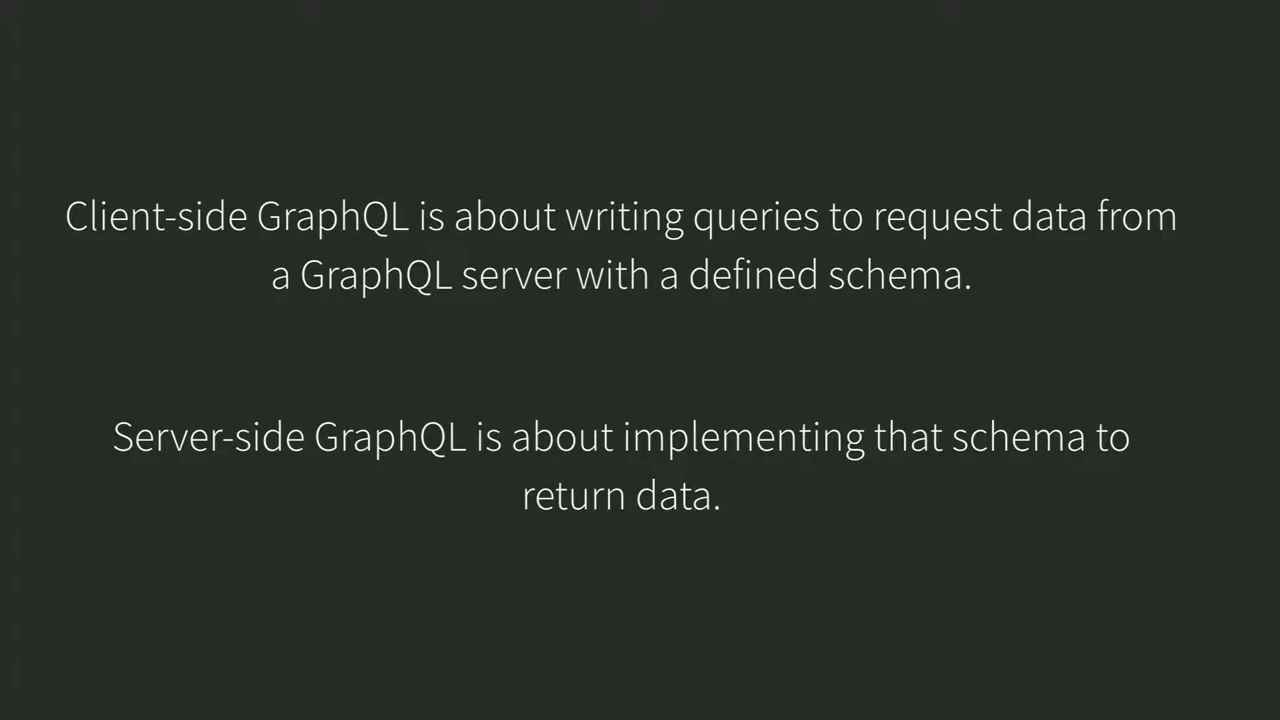 Client-side GraphQL is about writing queries to request data from
a GraphQL server with a defined schema.
Server-side GraphQL is about implementing that schema to
return data.